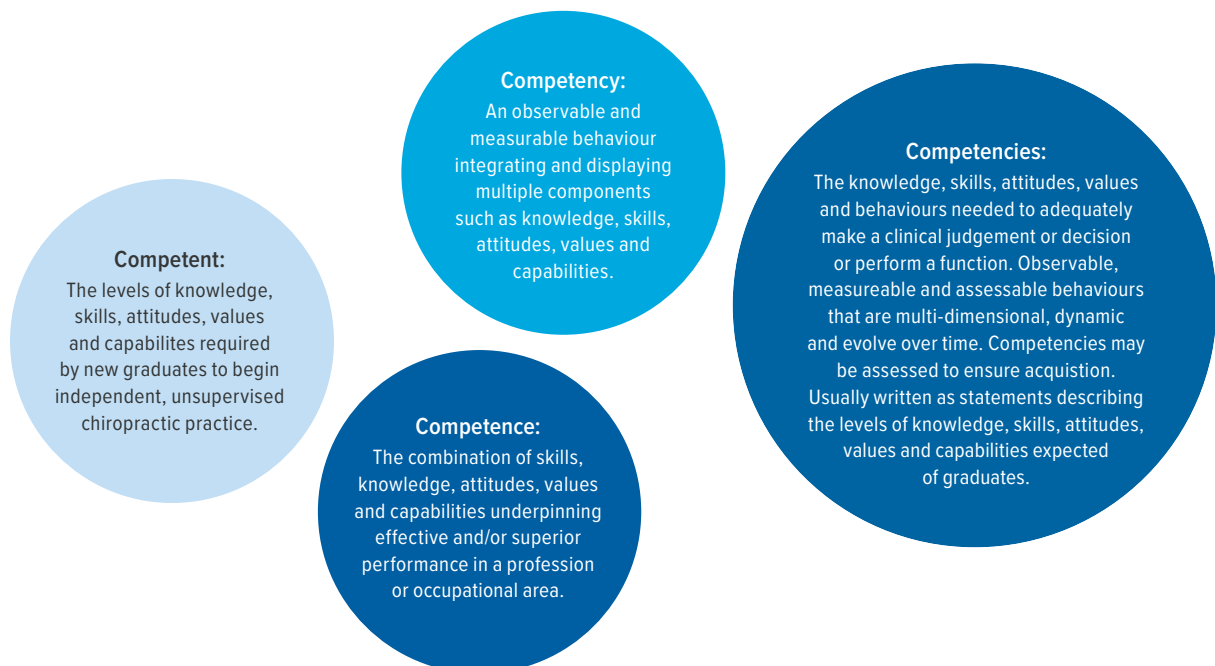 Competent:
The levels of knowledge,
skills, attitudes, values
and capabilites required
by new graduates to begin
independent, unsupervised
chiropractic practice.
Competency:
An observable and
measurable behaviour
integrating and displaying
multiple components
such as knowledge, skills,
attitudes, values and
capabilities.
Competence:
The combination of skills,
knowledge, attitudes, values
and capabilities underpinning
effective and/or superior
performance in a profession
or occupational area.
Competencies:
The knowledge, skills, attitudes, values
and behaviours needed to adequately
make a clinical judgement or decision
or perform a function. Observable,
measureable and assessable behaviours
that are multi-dimensional, dynamic
and evolve over time. Competencies may
be assessed to ensure acquistion.
Usually written as statements describing
the levels of knowledge, skills, attitudes,
values and capabilities expected
of graduates.